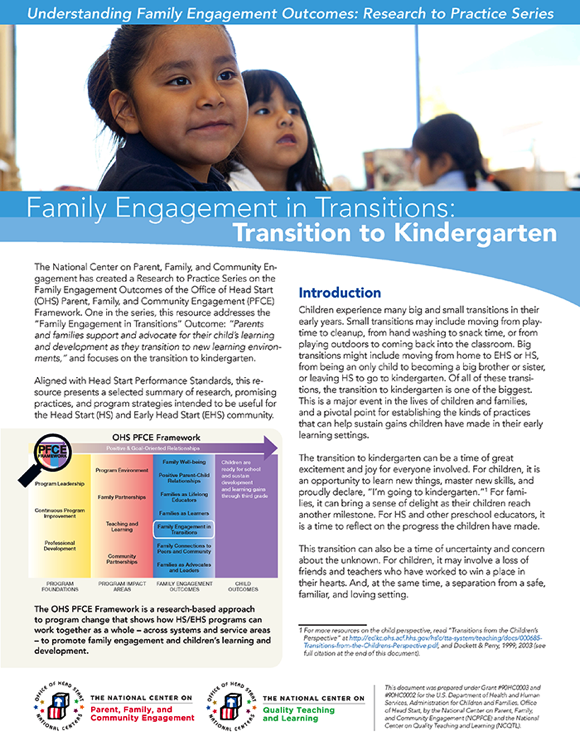 Understanding Family Engagement Outcomes: Research to Practice Series
Family Engagement in Transitions:
Transition to Kindergarten
The National Center on Parent, Family, and Community En-
gagement has created a Research to Practice Series on the
Family Engagement Outcomes of the Office of Head Start
(OHS) Parent, Family, and Community Engagement (PFCE)
Framework. One in the series, this resource addresses the
"Family Engagement in Transitions" Outcome: "Parents
and families support and advocate for their child's learning
and development as they transition to new learning environ-
ments," and focuses on the transition to kindergarten.
Aligned with Head Start Performance Standards, this re-
source presents a selected summary of research, promising
practices, and program strategies intended to be useful for
the Head Start (HS) and Early Head Start (EHS) community.
OHS PFCE Framework
PFCE
FRAMEWORK
Positive & Goal-Oriented Relationships
Program Leadership
Continuous Program
Improvement
Professional
Development
PROGRAM
FOUNDATIONS
Program Environment
Family Partnerships
Teaching and
Learning
Community
Partnerships
PROGRAM IMPACT
AREAS
Family Well-being
Positive Parent-Child
Relationships
Families as Lifelong
Educators
Families as Learners
Family Engagement in
Transitions
Family Connections to
Peers and Community
Families as Advocates
and Leaders
FAMILY ENGAGEMENT
OUTCOMES
Children are
ready for school
and sustain
development
and learning gains
through third grade
CHILD
OUTCOMES
The OHS PFCE Framework is a research-based approach
to program change that shows how HS/EHS programs can
work together as a whole – across systems and service areas
– to promote family engagement and children's learning and
development.
Introduction
Children experience many big and small transitions in their
early years. Small transitions may include moving from play-
time to cleanup, from hand washing to snack time, or from
playing outdoors to coming back into the classroom. Big
transitions might include moving from home to EHS or HS,
from being an only child to becoming a big brother or sister,
or leaving HS to go to kindergarten. Of all of these transi-
tions, the transition to kindergarten is one of the biggest.
This is a major event in the lives of children and families,
and a pivotal point for establishing the kinds of practices
that can help sustain gains children have made in their early
learning settings.
The transition to kindergarten can be a time of great
excitement and joy for everyone involved. For children, it is
an opportunity to learn new things, master new skills, and
proudly declare, "I'm going to kindergarten."1 For fami-
lies, it can bring a sense of delight as their children reach
another milestone. For HS and other preschool educators, it
is a time to reflect on the progress the children have made.
This transition can also be a time of uncertainty and concern
about the unknown. For children, it may involve a loss of
friends and teachers who have worked to win a place in
their hearts. And, at the same time, a separation from a safe,
familiar, and loving setting.
1 For more resources on the child perspective, read "Transitions from the Children's
Perspective" at http://eclkc.ohs.acf.hhs.gov/hslc/tta-system/teaching/docs/000685-
Transitions-from-the-Childrens-Perspective.pdf, and Dockett & Perry, 1999; 2003 (see
full citation at the end of this document).
OFFICE OF HEAD START
NATIONAL CENTERS
THE NATIONAL CENTER ON
Parent, Family, and
Community Engagement
OFFICE OF HEAD START
NATIONAL CENTERS
THE NATIONAL CENTER ON
Quality Teaching
and Learning
This document was prepared under Grant #90HC0003 and
#90HC0002 for the U.S. Department of Health and Human
Services, Administration for Children and Families, Office
of Head Start, by the National Center on Parent, Family,
and Community Engagement (NCPFCE) and the National
Center on Quality Teaching and Learning (NCQTL).